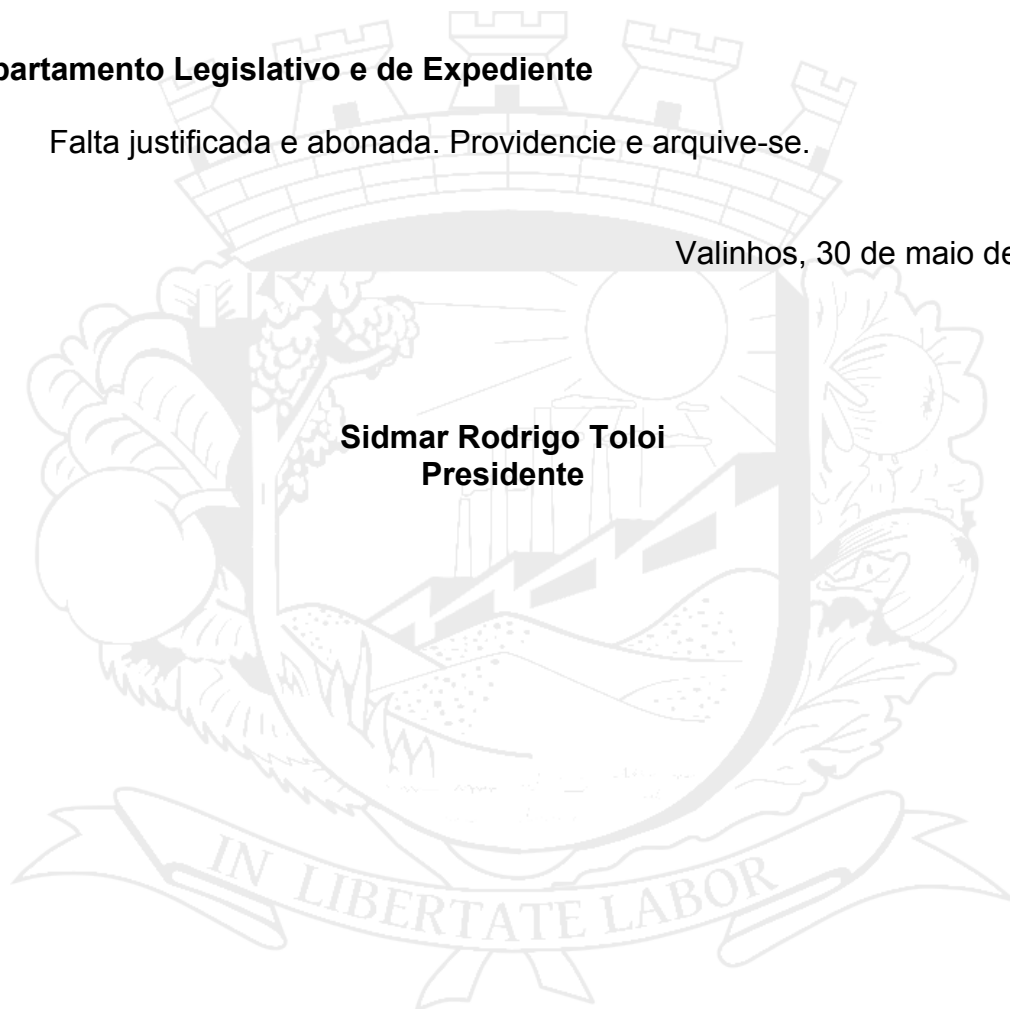 partamento Legislativo e de Expediente
Falta justificada e abonada. Providencie e arquive-se.
Valinhos, 30 de maio de
Sidmar Rodrigo Toloi
Presidente
IN LIBERTATE LABOR